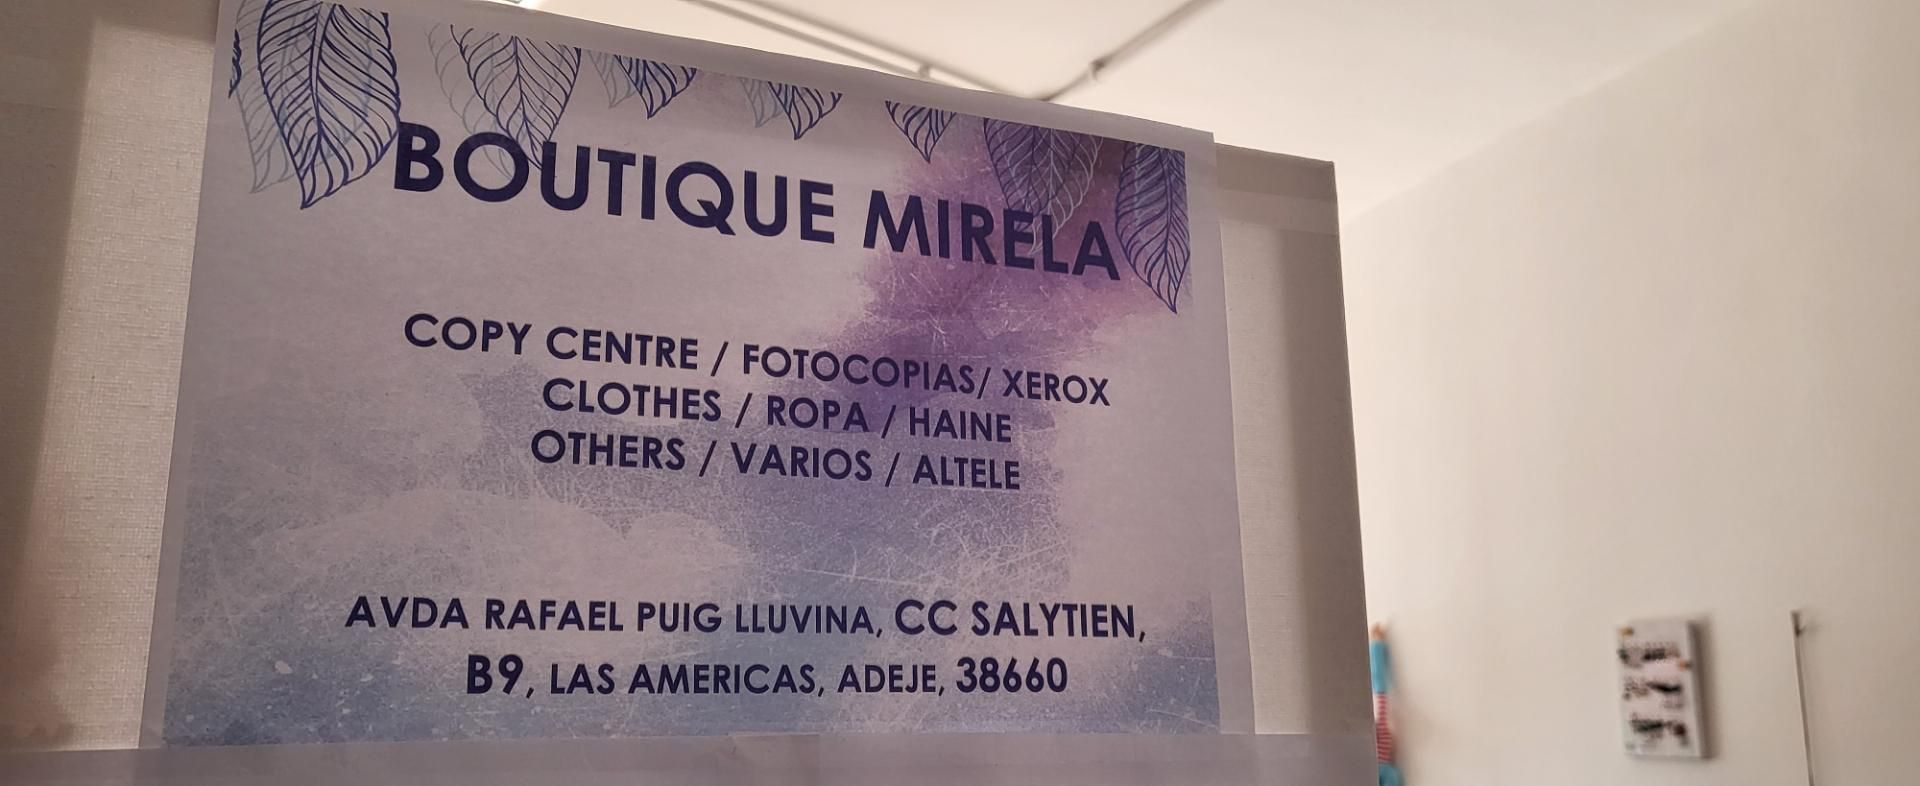 BOUTIQUE MIRELA
COPY CENTRE / FOTOCOPIAS/ XEROX
CLOTHES / ROPA / HAINE
OTHERS / VARIOS / ALTELE
AVDA RAFAEL PUIG LLUVINA, CC SALYTIEN,
B9, LAS AMERICAS, ADEJE, 38660